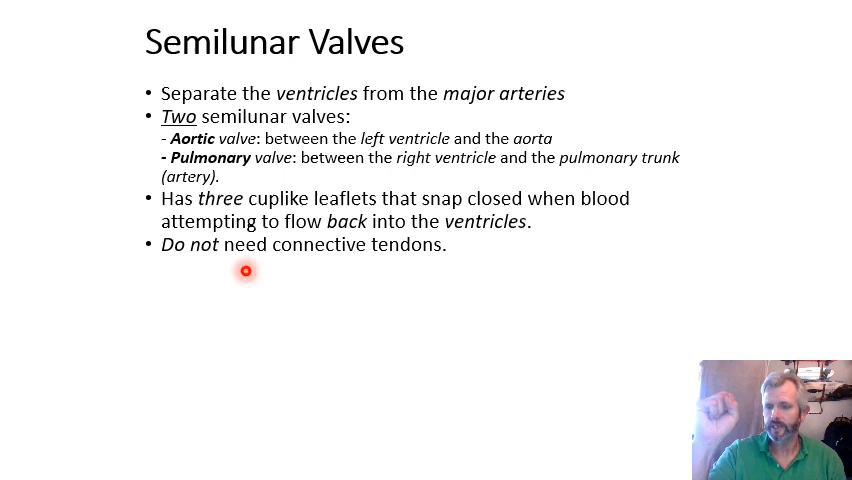 Semilunar Valves
• Separate the ventricles from the major arteries
• Two semilunar valves:
- Aortic valve: between the left ventricle and the aorta
- Pulmonary valve: between the right ventricle and the pulmonary trunk
(artery).
• Has three cuplike leaflets that snap closed when blood
attempting to flow back into the ventricles.
• Do not need connective tendons.